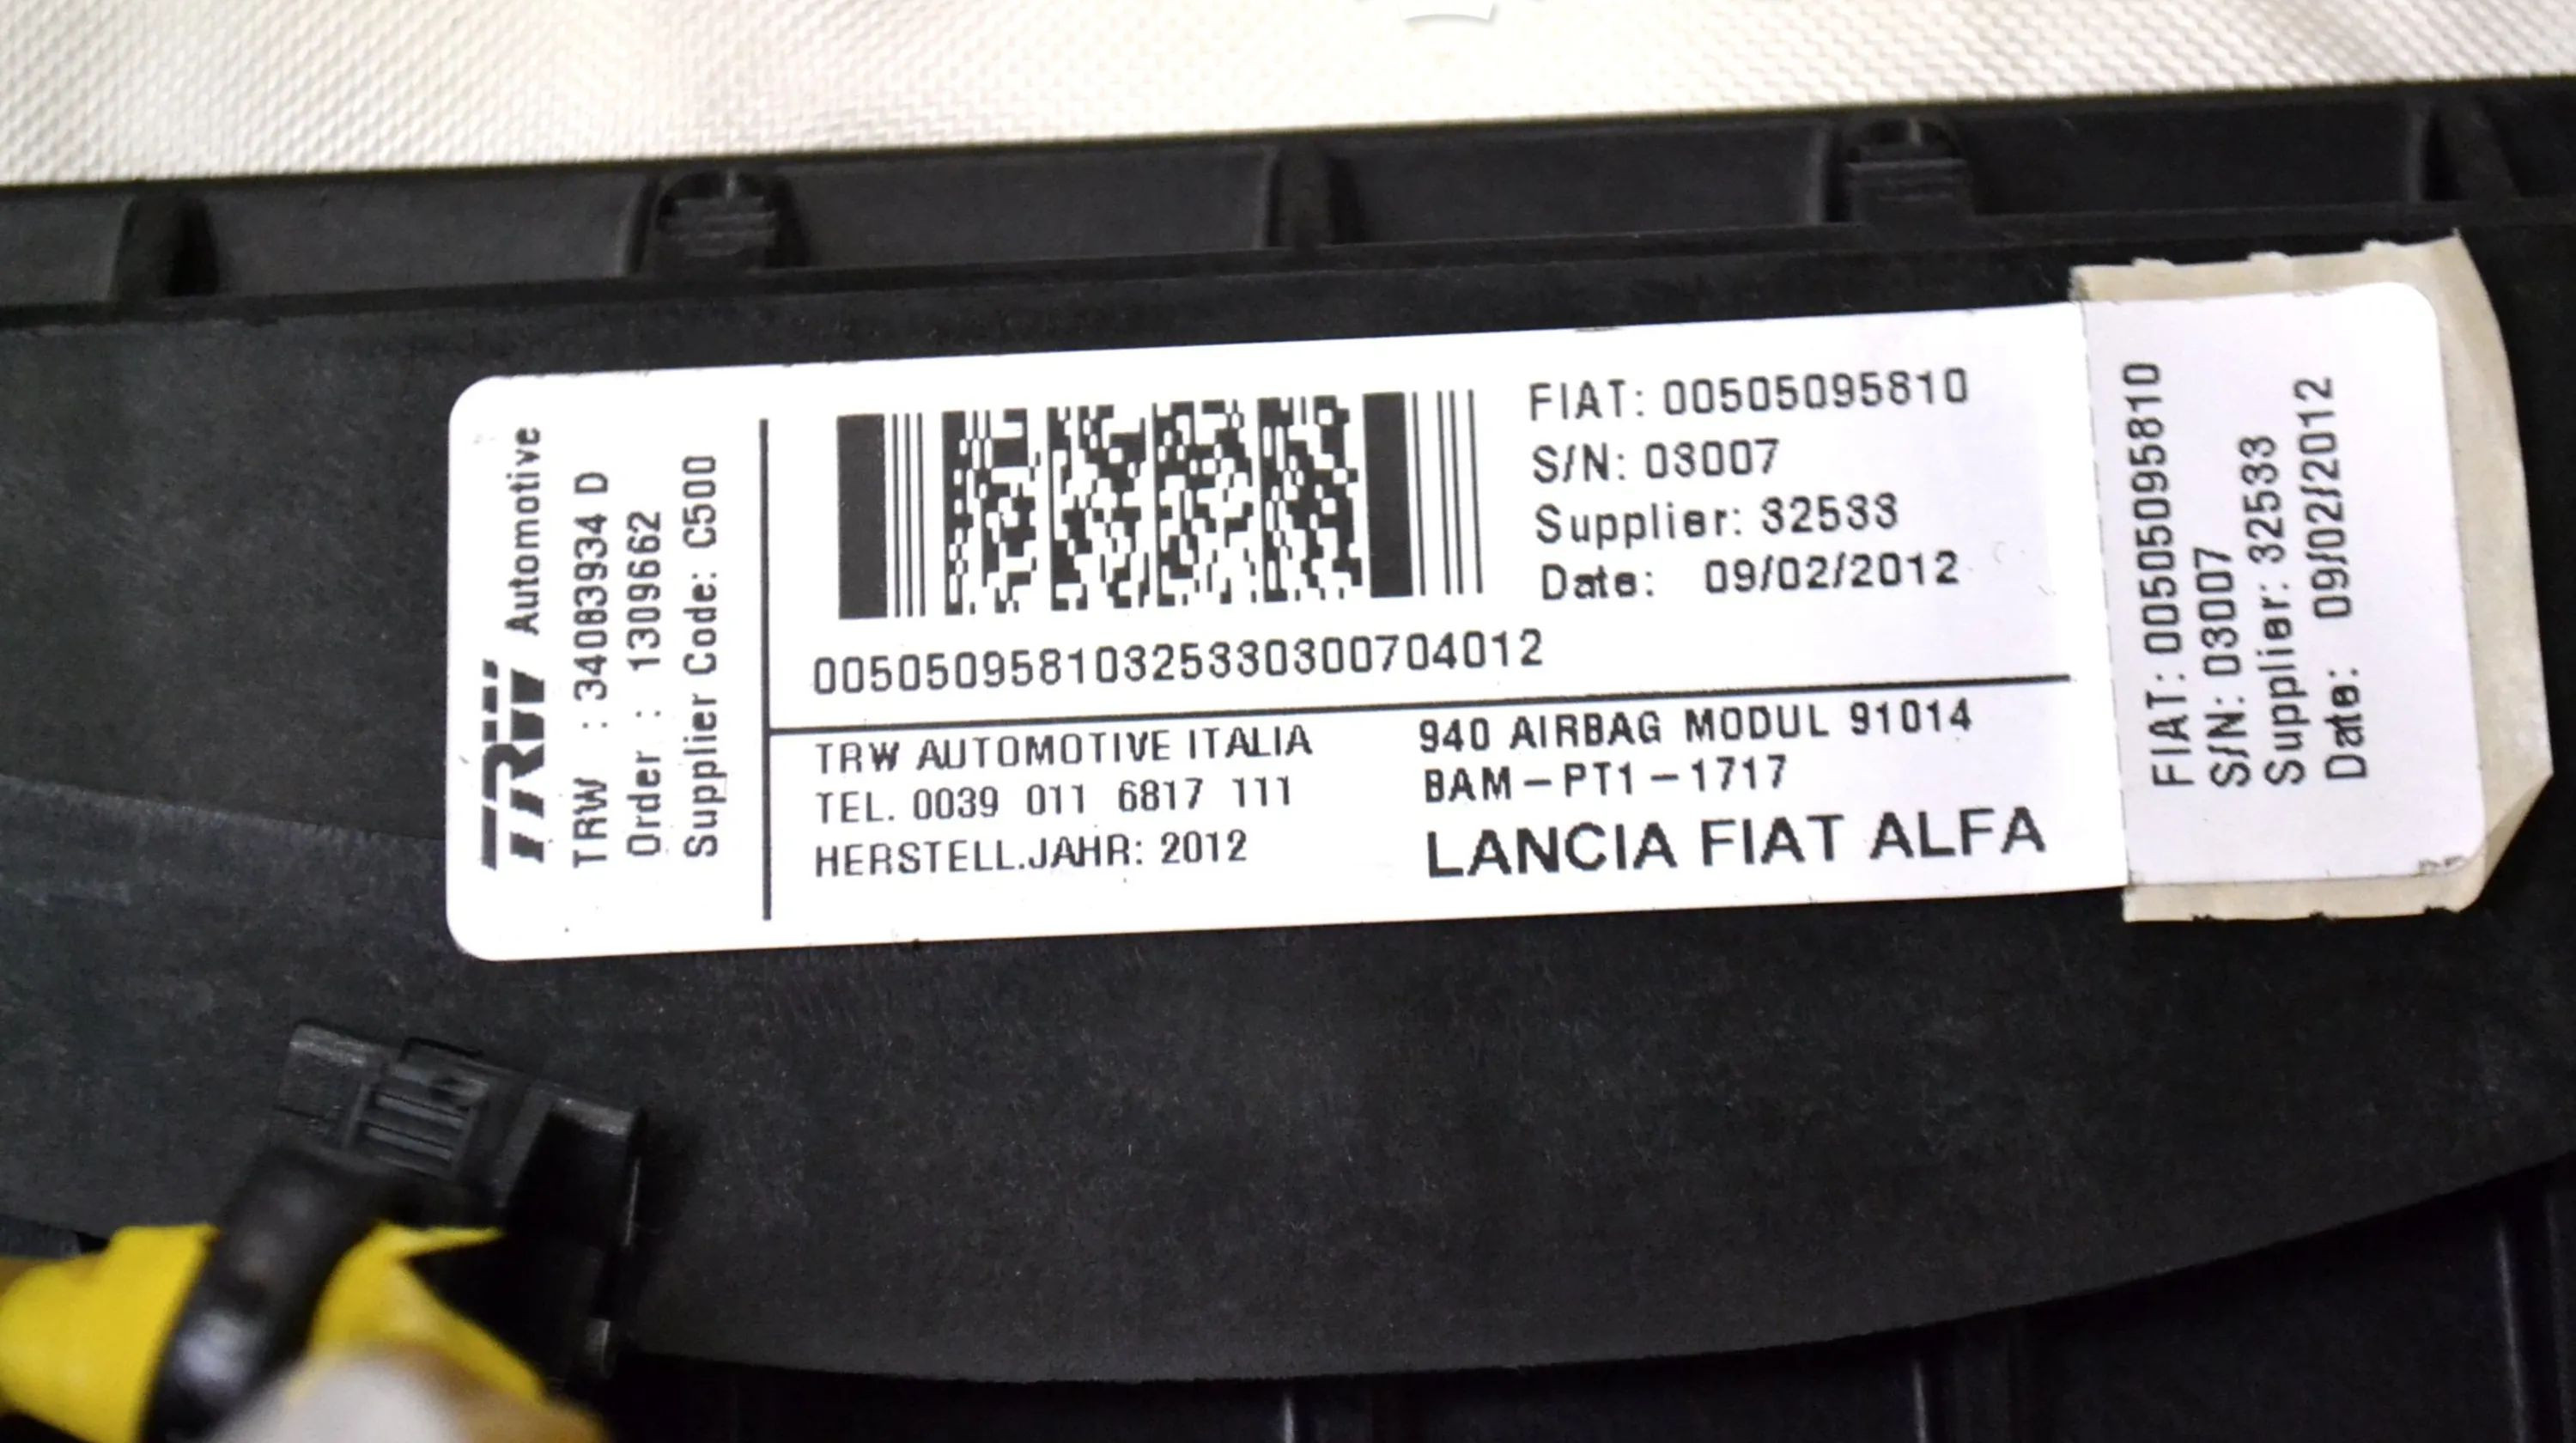 TRW Automotive
TRW : 34083934 D
Order : 1309662
Supplier Code: C500
FIAT: 00505095810
S/N: 03007
Supplier: 32533
Date: 09/02/2012
00505095810325330300704012
TRW AUTOMOTIVE ITALIA
TEL. 0039 011 6817 111
HERSTELL.JAHR: 2012
940 AIRBAG MODUL 91014
BAM-PT1-1717
LANCIA FIAT ALFA
FIAT: 00505095810
S/N: 03007
Supplier: 32533
Date: 09/02/2012